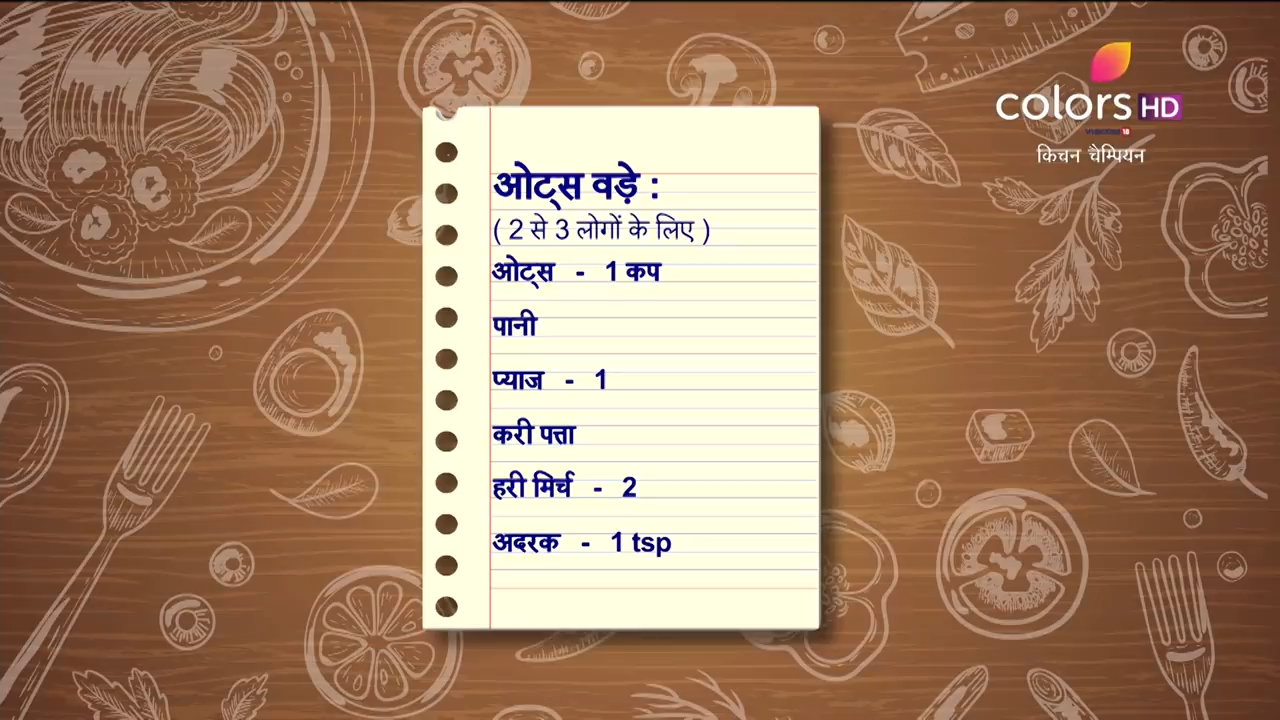 ओट्स वड़े :
( 2 से 3 लोगों के लिए )
ओट्स - 1 कप
पानी
प्याज - 1
करी पत्ता
हरी मिर्च - 2
अदरक - 1 tsp
colors HD
किचन चैम्पियन